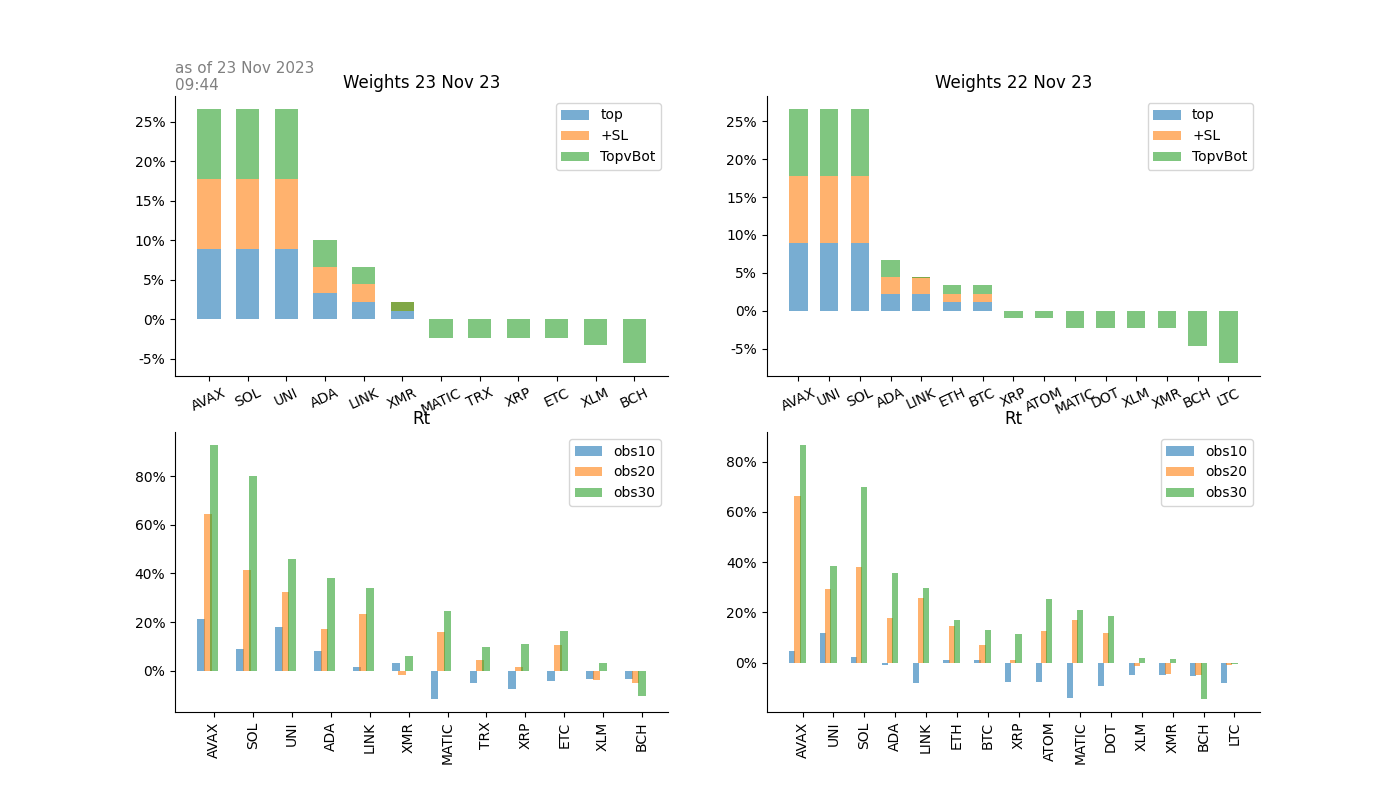 as of 23 Nov 2023
09:44
Weights 23 Nov 23
25%
20%
15%
10%
5%
0%
-5%
top
+SL
TopvBot
AVAX SOL UNI ADA LINK XMR MATIC TRX XRP ETC XLM BCH
Weights 22 Nov 23
25%
20%
15%
10%
5%
0%
-5%
top
+SL
TopvBot
AVAX UNI SOL ADA LINK ETH BTC XRP ATOM MATIC DOT XLM XMR BCH LTC
Rt
80%
60%
40%
20%
0%
obs10
obs20
obs30
AVAX SOL UNI ADA LINK XMR MATIC TRX XRP ETC XLM BCH
Rt
80%
60%
40%
20%
0%
obs10
obs20
obs30
AVAX UNI SOL ADA LINK ETH BTC XRP ATOM MATIC DOT XLM XMR BCH LTC